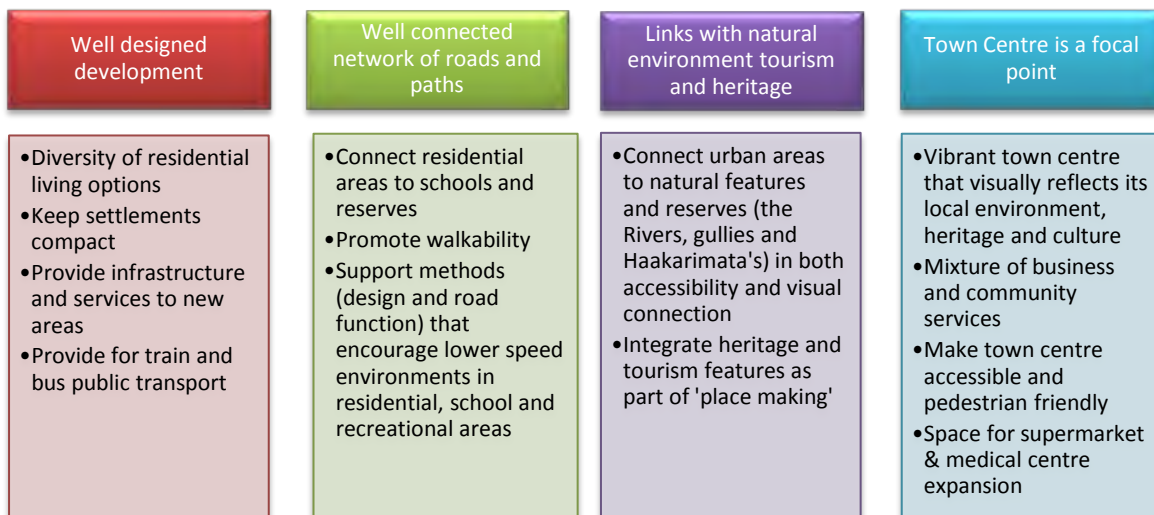 Well designed
development
•Diversity of residential
living options
•Keep settlements
compact
•Provide infrastructure
and services to new
areas
•Provide for train and
bus public transport
Well connected
network of roads and
paths
•Connect residential
areas to schools and
reserves
•Promote walkability
•Support methods
(design and road
function) that
encourage lower speed
environments in
residential, school and
recreational areas
Links with natural
environment tourism
and heritage
•Connect urban areas
to natural features
and reserves (the
Rivers, gullies and
Haakarimata's) in both
accessibility and visual
connection
•Integrate heritage and
tourism features as
part of 'place making'
Town Centre is a focal
point
•Vibrant town centre
that visually reflects its
local environment,
heritage and culture
•Mixture of business
and community
services
•Make town centre
accessible and
pedestrian friendly
•Space for supermarket
& medical centre
expansion